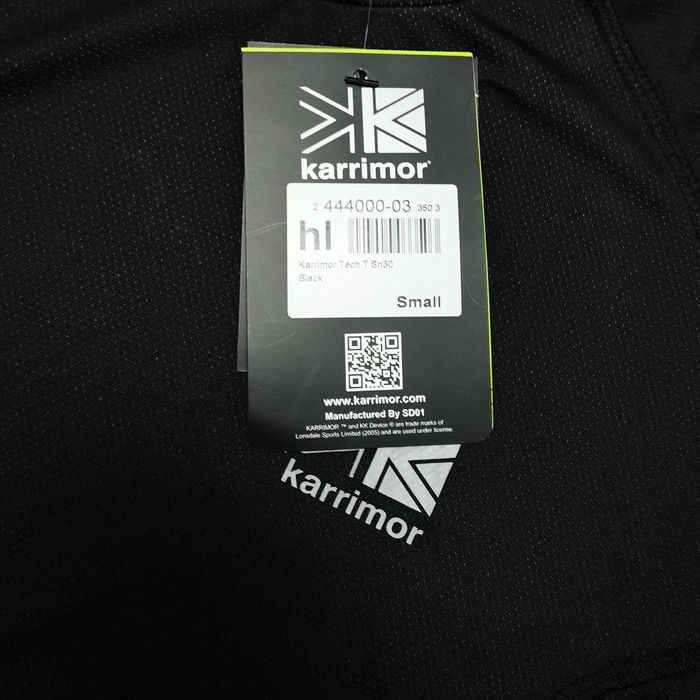 karrimor®
2 444000-03 350.3
hl
Karrimor Tech T Sn30
Black
Small
www.karrimor.com
Manufactured By SD01
KARRIMOR ™ and KK Device ® are trade marks of
Lonsdale Sports Limited (2005) and are used under license.
karrimor